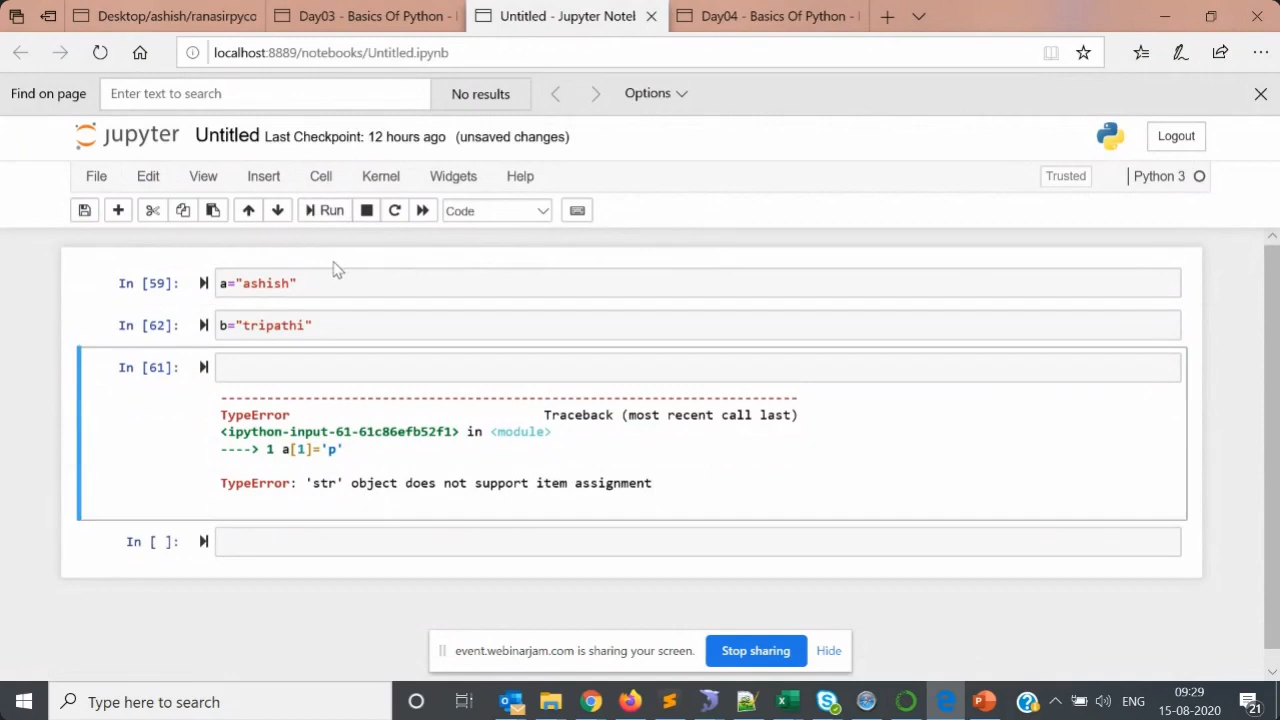 Desktop/ashish/ranasirpyco
Day03 - Basics Of Python -
Untitled - Jupyter Noteb
Day04 - Basics Of Python -
localhost:8889/notebooks/Untitled.ipynb
Find on page
Enter text to search
No results
Options
jupyter Untitled Last Checkpoint: 12 hours ago (unsaved changes)
Logout
File Edit View Insert Cell Kernel Widgets Help
Trusted
Python 3
Run
Code
In [59]: a="ashish"
In [62]: b="tripathi"
In [61]:
---------------------------------------------------------------------------
TypeError Traceback (most recent call last)
<ipython-input-61-61c86efb52f1> in <module>
----> 1 a[1]='p'
TypeError: 'str' object does not support item assignment
In [ ]:
event.webinarjam.com is sharing your screen.
Stop sharing
Hide
Type here to search
ENG
09:29
15-08-2020
21